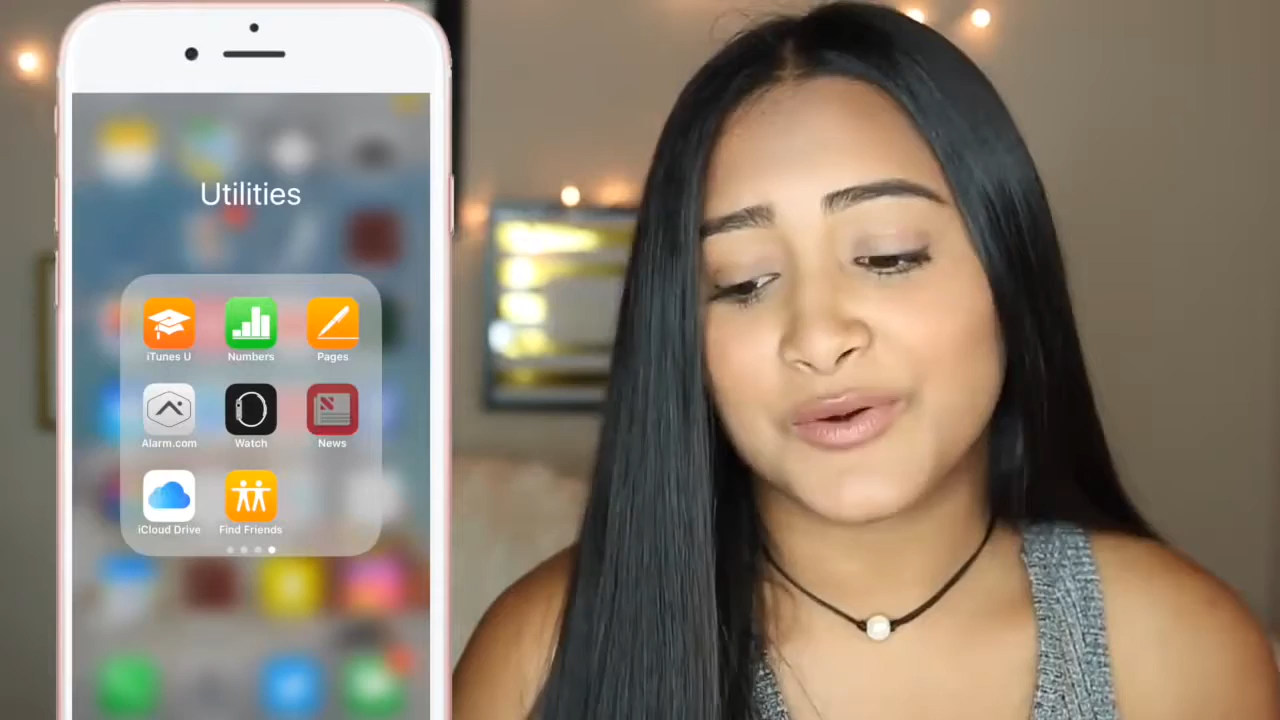 Utilities
iTunes U
Numbers
Pages
Alarm.com
Watch
News
iCloud Drive
Find Friends